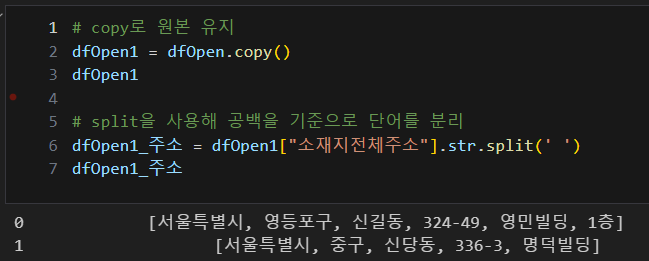 1 # copy로 원본 유지
2 dfOpen1 = dfOpen.copy()
3 dfOpen1
4
5 # split을 사용해 공백을 기준으로 단어를 분리
6 dfOpen1_주소 = dfOpen1["소재지전체주소"].str.split(' ')
7 dfOpen1_주소
0 [서울특별시, 영등포구, 신길동, 324-49, 영민빌딩, 1층]
1 [서울특별시, 중구, 신당동, 336-3, 명덕빌딩]